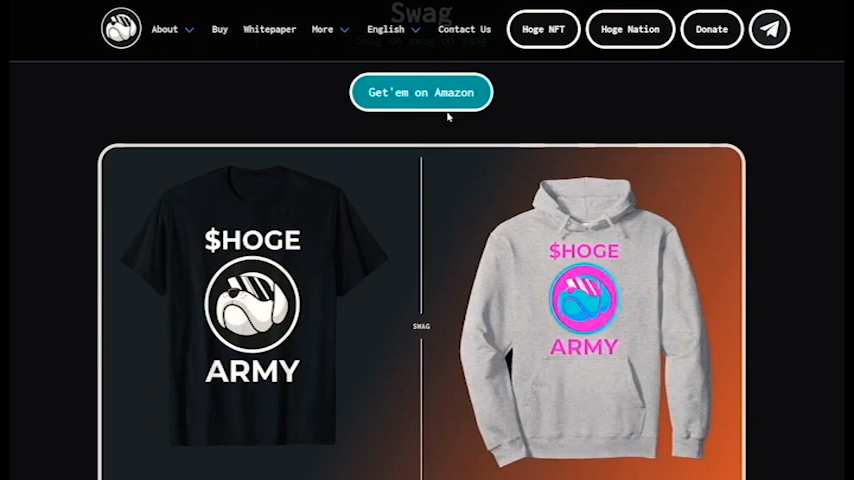 Swag
About Buy Whitepaper More English Contact Us Hoge NFT Hoge Nation Donate
Get'em on Amazon
$HOGE
ARMY
SWAG
$HOGE
ARMY